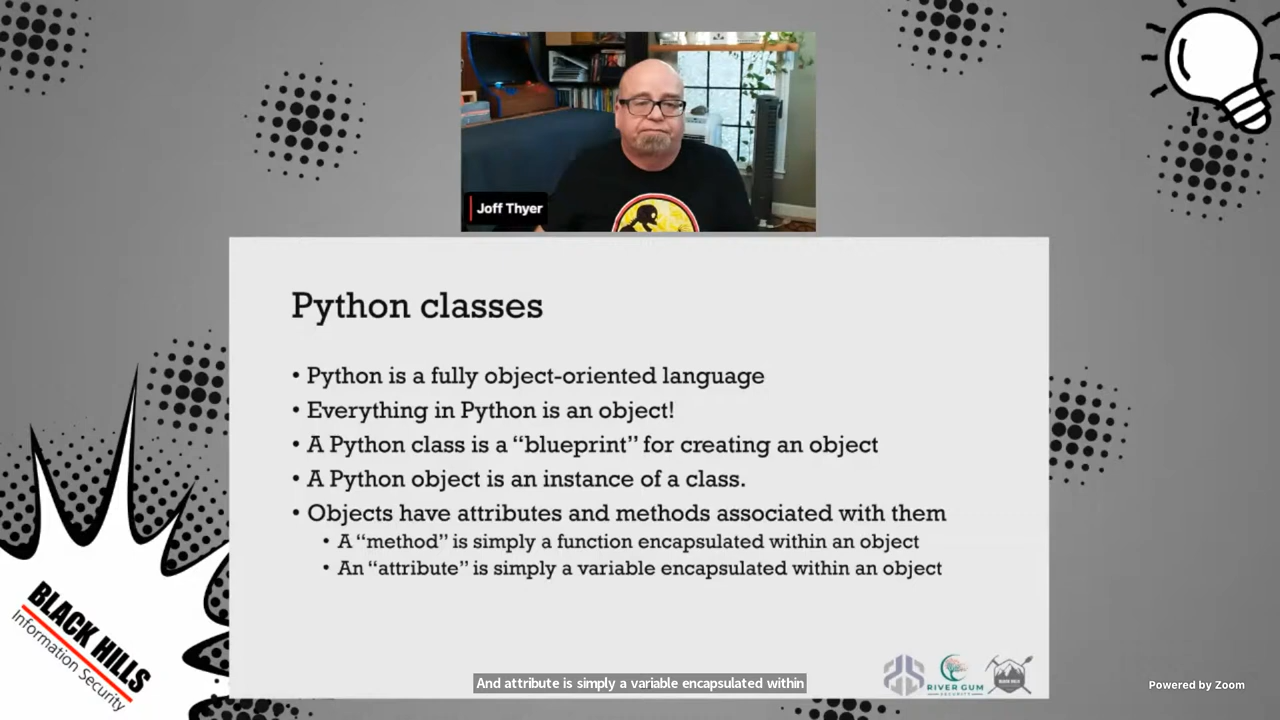 Joff Thyer
Python classes
• Python is a fully object-oriented language
• Everything in Python is an object!
• A Python class is a “blueprint” for creating an object
• A Python object is an instance of a class.
• Objects have attributes and methods associated with them
• A “method” is simply a function encapsulated within an object
• An “attribute” is simply a variable encapsulated within an object
BLACK HILLS
Information Security
RIVER GUM
SECURITY
And attribute is simply a variable encapsulated within
Powered by Zoom